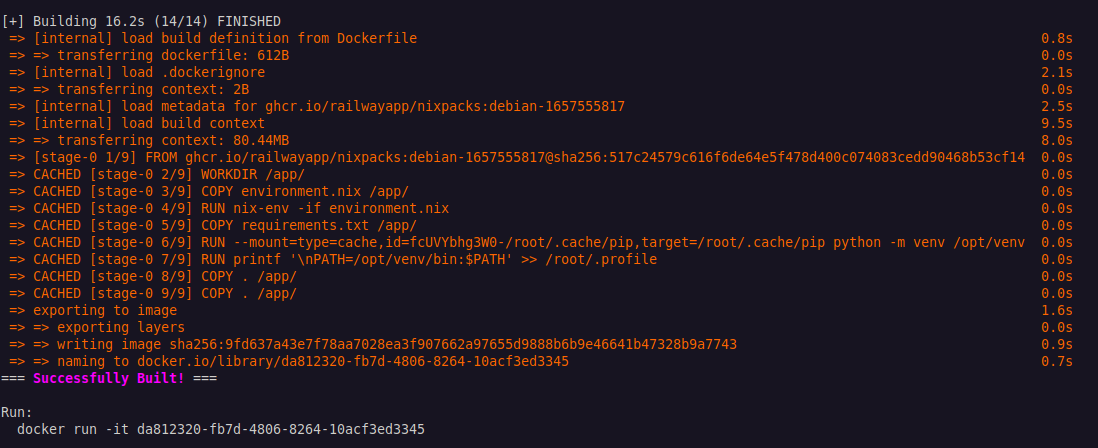 [+] Building 16.2s (14/14) FINISHED
=> [internal] load build definition from Dockerfile 0.8s
=> => transferring dockerfile: 612B 0.0s
=> [internal] load .dockerignore 2.1s
=> => transferring context: 2B 0.0s
=> [internal] load metadata for ghcr.io/railwayapp/nixpacks:debian-1657555817 2.5s
=> [internal] load build context 9.5s
=> => transferring context: 80.44MB 8.0s
=> [stage-0 1/9] FROM ghcr.io/railwayapp/nixpacks:debian-1657555817@sha256:517c24579c616f6de64e5f478d400c074083cedd90468b53cf14 0.0s
=> CACHED [stage-0 2/9] WORKDIR /app/ 0.0s
=> CACHED [stage-0 3/9] COPY environment.nix /app/ 0.0s
=> CACHED [stage-0 4/9] RUN nix-env -if environment.nix 0.0s
=> CACHED [stage-0 5/9] COPY requirements.txt /app/ 0.0s
=> CACHED [stage-0 6/9] RUN --mount=type=cache,id=fcUVYbhg3W0-/root/.cache/pip,target=/root/.cache/pip python -m venv /opt/venv 0.0s
=> CACHED [stage-0 7/9] RUN printf '\nPATH=/opt/venv/bin:$PATH' >> /root/.profile 0.0s
=> CACHED [stage-0 8/9] COPY . /app/ 0.0s
=> CACHED [stage-0 9/9] COPY . /app/ 0.0s
=> exporting to image 1.6s
=> => exporting layers 0.0s
=> => writing image sha256:9fd637a43e7f78aa7028ea3f907662a97655d9888b6b9e46641b47328b9a7743 0.9s
=> => naming to docker.io/library/da812320-fb7d-4806-8264-10acf3ed3345 0.7s
=== Successfully Built! ===
Run:
docker run -it da812320-fb7d-4806-8264-10acf3ed3345